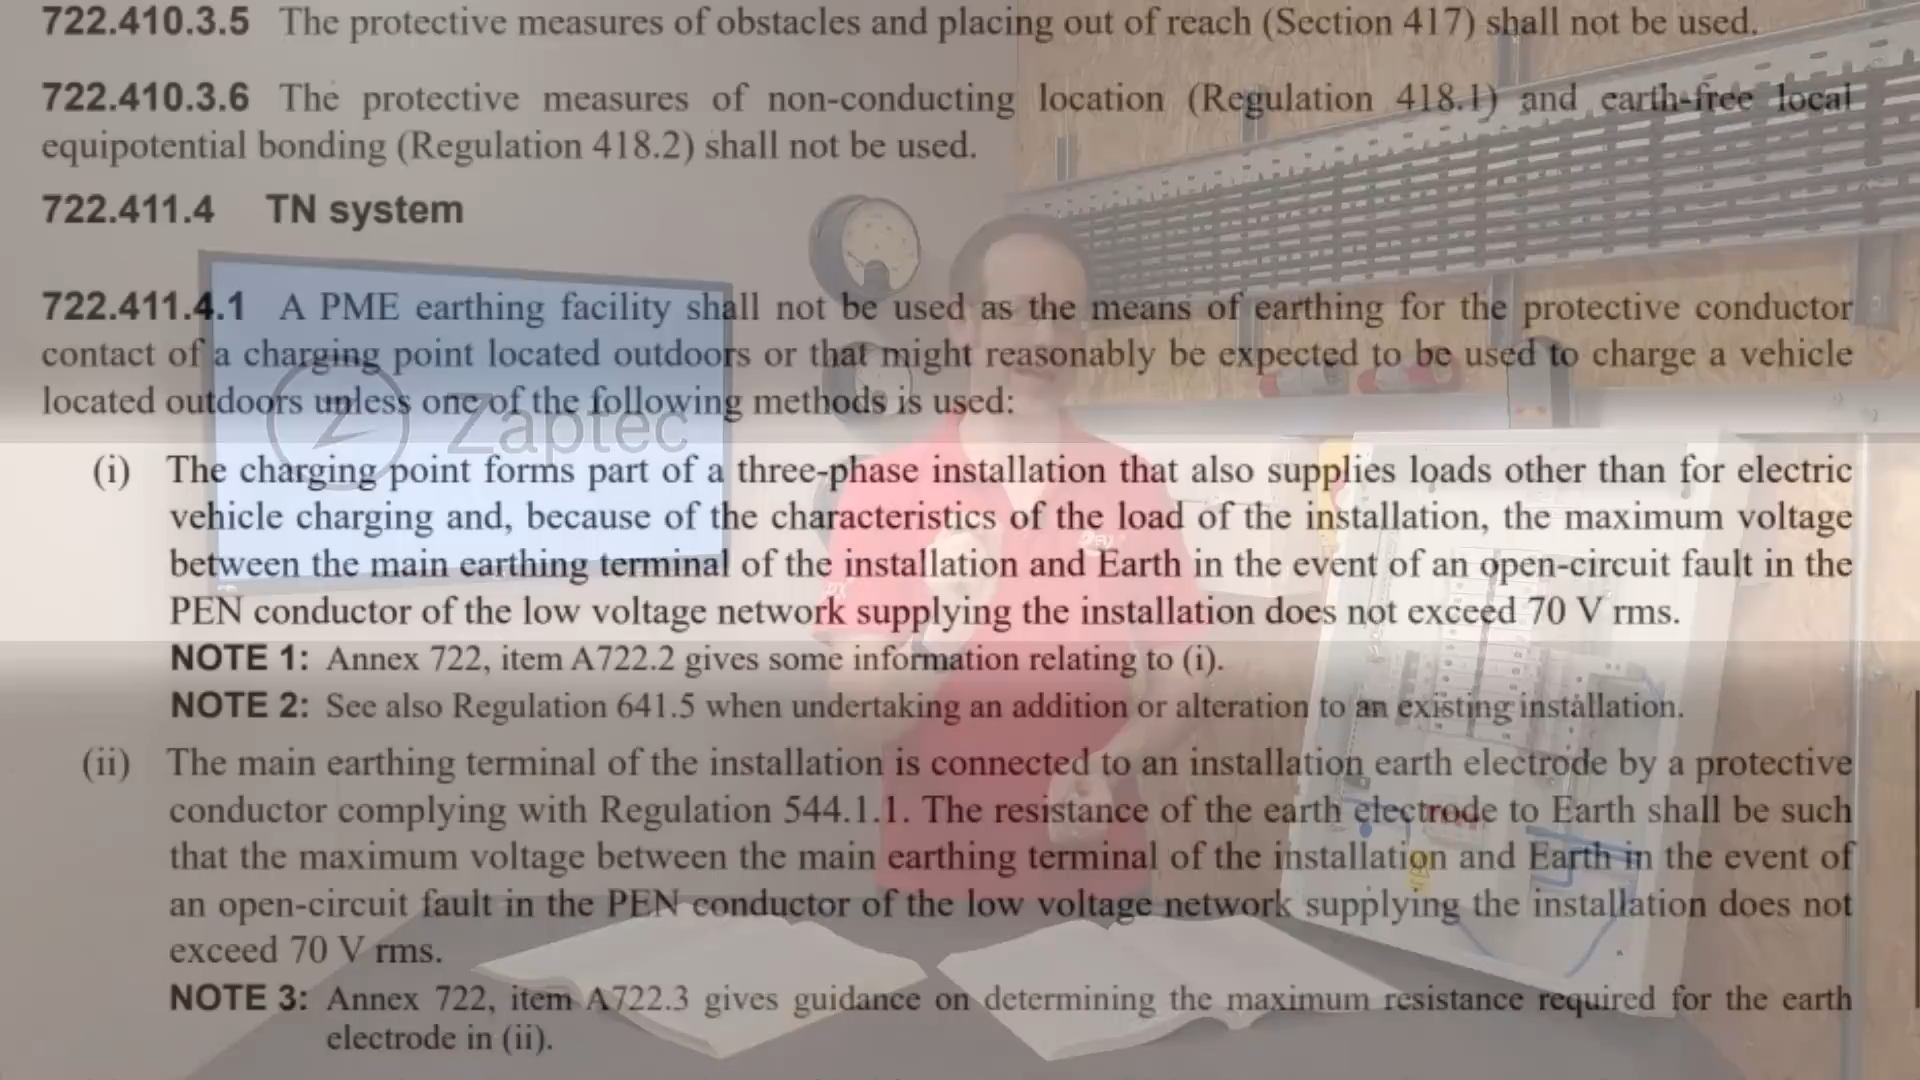 722.410.3.5 The protective measures of obstacles and placing out of reach (Section 417) shall not be used.
722.410.3.6 The protective measures of non-conducting location (Regulation 418.1) and earth-free local
equipotential bonding (Regulation 418.2) shall not be used.
722.411.4 TN system
722.411.4.1 A PME earthing facility shall not be used as the means of earthing for the protective conductor
contact of a charging point located outdoors or that might reasonably be expected to be used to charge a vehicle
located outdoors unless one of the following methods is used:
Zaptec
(i) The charging point forms part of a three-phase installation that also supplies loads other than for electric
vehicle charging and, because of the characteristics of the load of the installation, the maximum voltage
between the main earthing terminal of the installation and Earth in the event of an open-circuit fault in the
PEN conductor of the low voltage network supplying the installation does not exceed 70 V rms.
NOTE 1: Annex 722, item A722.2 gives some information relating to (i).
NOTE 2: See also Regulation 641.5 when undertaking an addition or alteration to an existing installation.
(ii) The main earthing terminal of the installation is connected to an installation earth electrode by a protective
conductor complying with Regulation 544.1.1. The resistance of the earth electrode to Earth shall be such
that the maximum voltage between the main earthing terminal of the installation and Earth in the event of
an open-circuit fault in the PEN conductor of the low voltage network supplying the installation does not
exceed 70 V rms.
NOTE 3: Annex 722, item A722.3 gives guidance on determining the maximum resistance required for the earth
electrode in (ii).